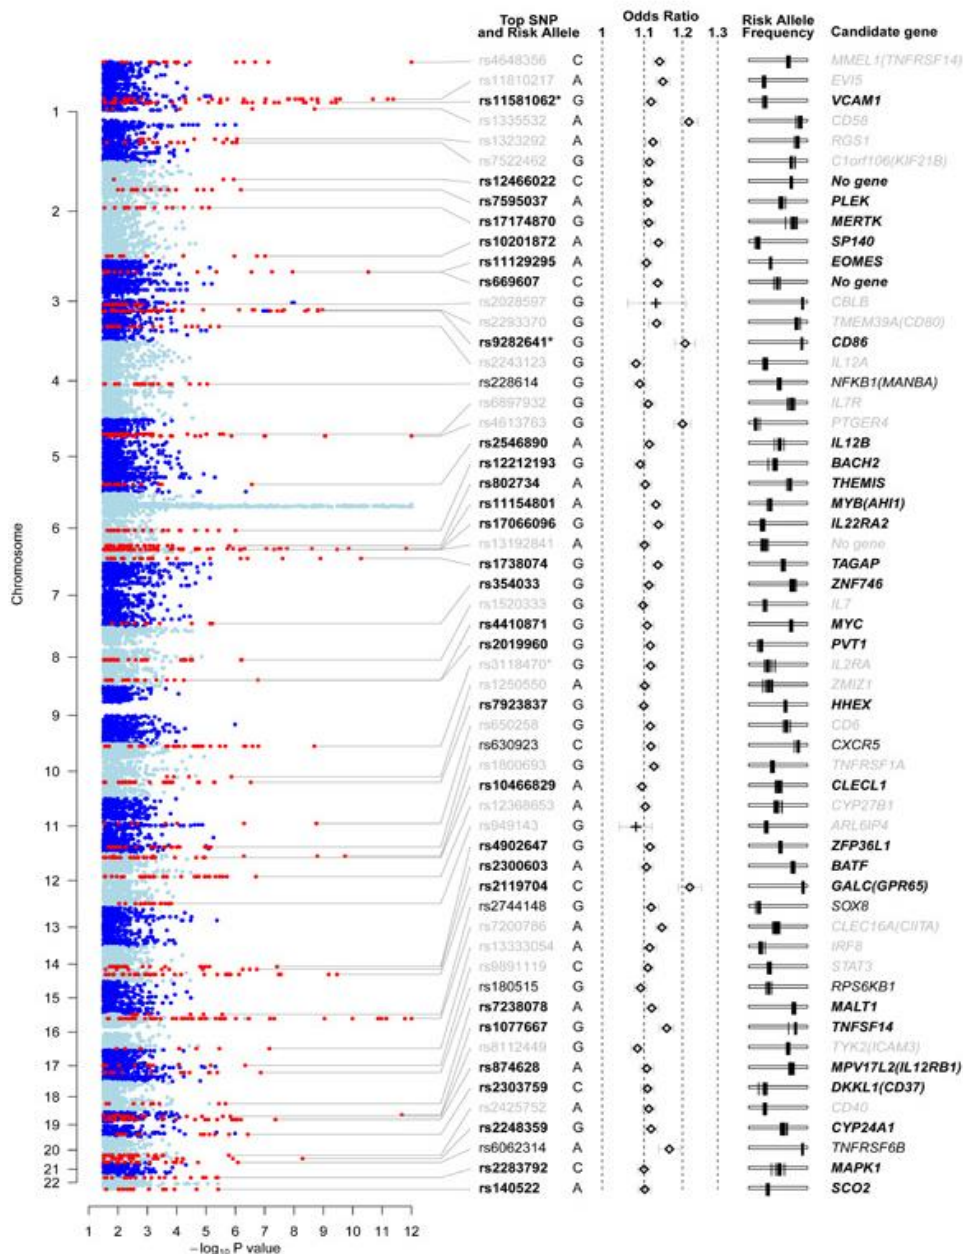 Top SNP and Risk Allele Odds Ratio Risk Allele Frequency Candidate gene
1 1.1 1.2 1.3
rs4648356 C MMEL1(TNFRSF14)
rs11810217 A EVI5
rs11581062* G VCAM1
rs1335532 A CD58
rs1323292 A RGS1
rs7522462 G C1orf106(KIF21B)
rs12466022 C No gene
rs7595037 A PLEK
rs17174870 G MERTK
rs10201872 A SP140
rs11129295 A EOMES
rs669607 C No gene
rs2028597 G CBLB
rs2293370 G TMEM39A(CD80)
rs9282641* G CD86
rs2243123 G IL12A
rs228614 G NFKB1(MANBA)
rs6897932 G IL7R
rs4613763 G PTGER4
rs2546890 A IL12B
rs12212193 G BACH2
rs802734 A THEMIS
rs11154801 A MYB(AHI1)
rs17066096 G IL22RA2
rs13192841 A No gene
rs1738074 G TAGAP
rs354033 G ZNF746
rs1520333 G IL7
rs4410871 G MYC
rs2019960 G PVT1
rs3118470* G IL2RA
rs1250550 A ZMIZ1
rs7923837 G HHEX
rs650258 G CD6
rs630923 C CXCR5
rs1800693 G TNFRSF1A
rs10466829 A CLECL1
rs12368653 A CYP27B1
rs949143 G ARL6IP4
rs4902647 G ZFP36L1
rs2300603 A BATF
rs2119704 C GALC(GPR65)
rs2744148 G SOX8
rs7200786 A CLEC16A(CIITA)
rs13333054 A IRF8
rs9891119 C STAT3
rs180515 G RPS6KB1
rs7238078 A MALT1
rs1077667 G TNFSF14
rs8112449 G TYK2(ICAM3)
rs874628 A MPV17L2(IL12RB1)
rs2303759 C DKKL1(CD37)
rs2425752 A CD40
rs2248359 G CYP24A1
rs6062314 A TNFRSF6B
rs2283792 C MAPK1
rs140522 A SCO2
Chromosome
1
2
3
4
5
6
7
8
9
10
11
12
13
14
15
16
17
18
19
20
21
22
1 2 3 4 5 6 7 8 9 10 11 12
−log₁₀ P value